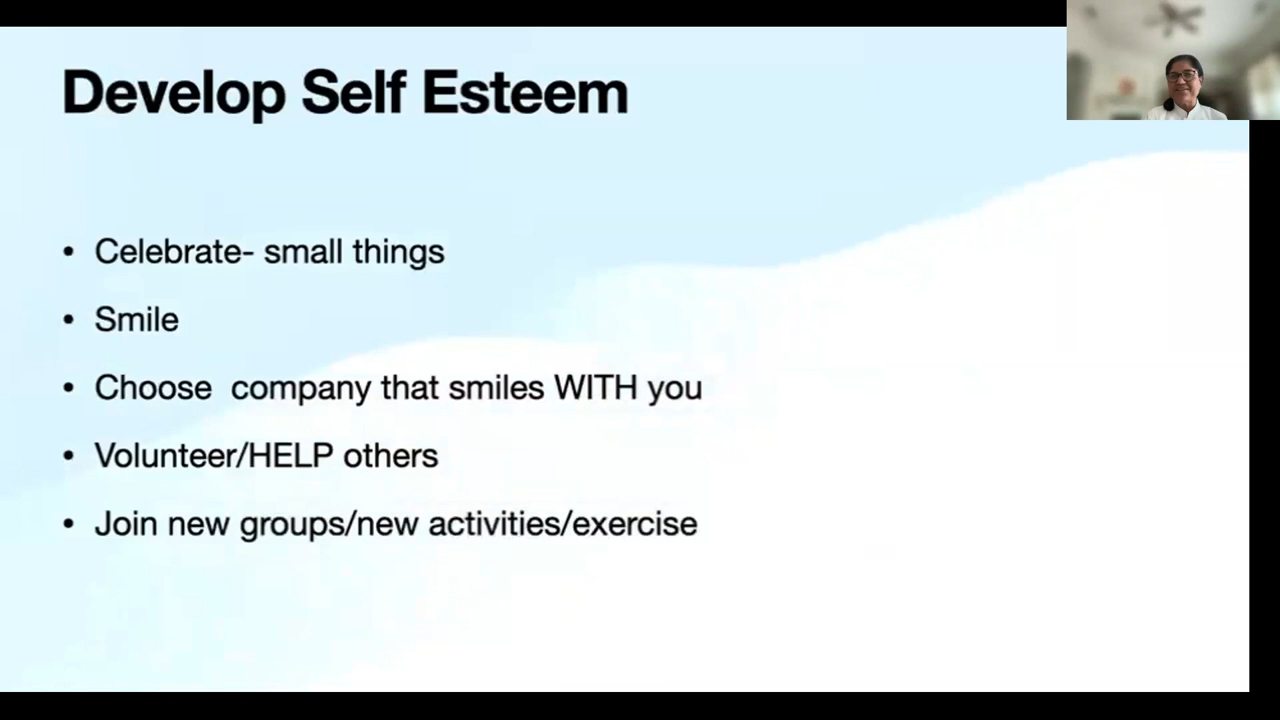 Develop Self Esteem
• Celebrate- small things
• Smile
• Choose  company that smiles WITH you
• Volunteer/HELP others
• Join new groups/new activities/exercise